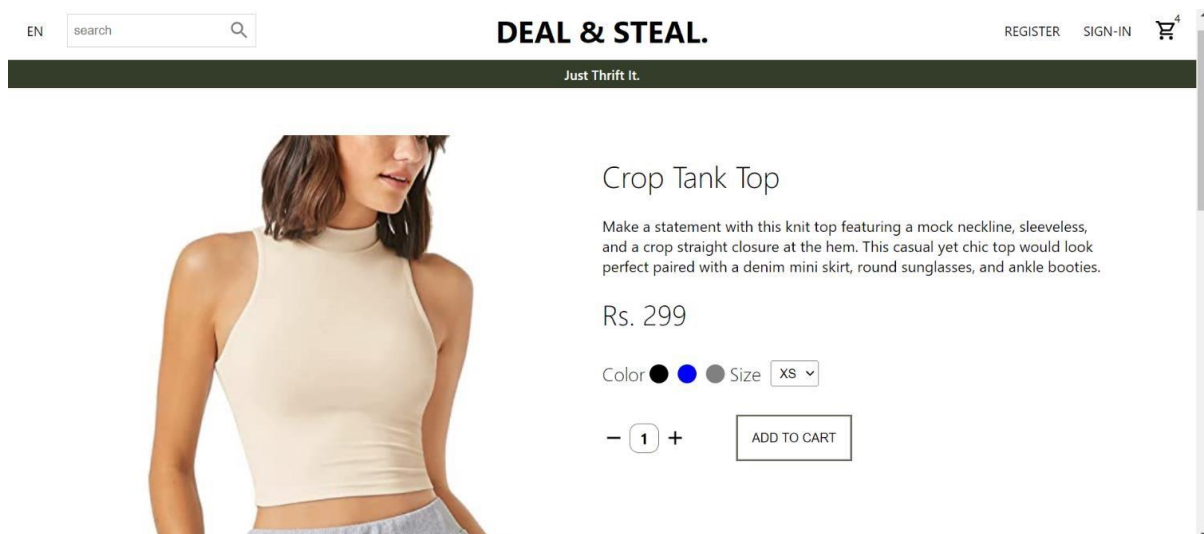 EN
search
DEAL & STEAL.
REGISTER
SIGN-IN
4
Just Thrift It.
Crop Tank Top
Make a statement with this knit top featuring a mock neckline, sleeveless,
and a crop straight closure at the hem. This casual yet chic top would look
perfect paired with a denim mini skirt, round sunglasses, and ankle booties.
Rs. 299
Color Size XS
1
ADD TO CART